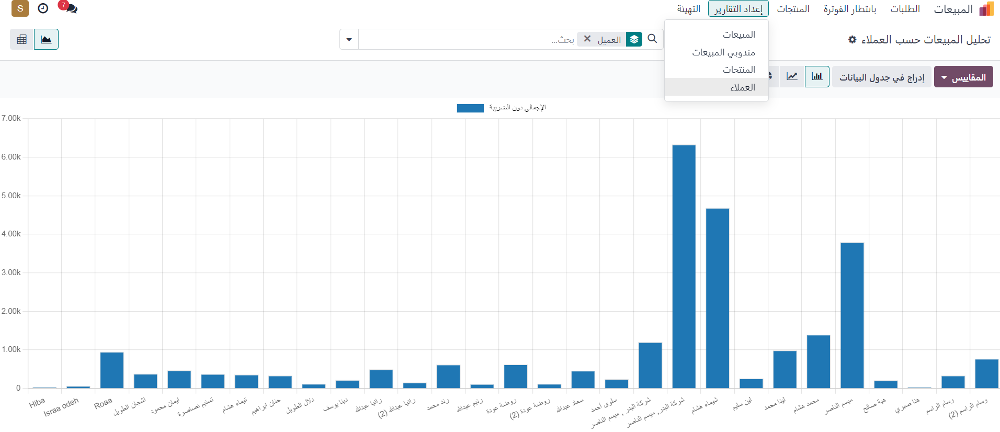 المبيعات
الطلبات
بانتظار الفوترة
المنتجات
إعداد التقارير
التهيئة
7
S
تحليل المبيعات حسب العملاء
العميل
بحث...
المبيعات
مندوبي المبيعات
المنتجات
العملاء
المقاييس
إدراج في جدول البيانات
الإجمالي دون الضريبة
7.00k
6.00k
5.00k
4.00k
3.00k
2.00k
1.00k
0
Hiba
Israa odeh
Roaa
اشجان الطويل
ايمان محمود
تسنيم نصاصرة
تيماء هشام
حنان ابراهيم
دلال الطويل
دينا يوسف
رانيا عبدالله
رانيا عبدالله (2)
رند محمد
رنيم عبدالله
روضة عودة
روضة عودة (2)
سعاد عبدالله
سلوى أحمد
شركة البدر , ميسم الناصر
شركة البدر, ميسم الناصر
شيماء هشام
لين سليم
لينا محمد
محمد هشام
ميسم الناصر
هبة صالح
هنا صبري
وسام الراسم
وسام الراسم (2)